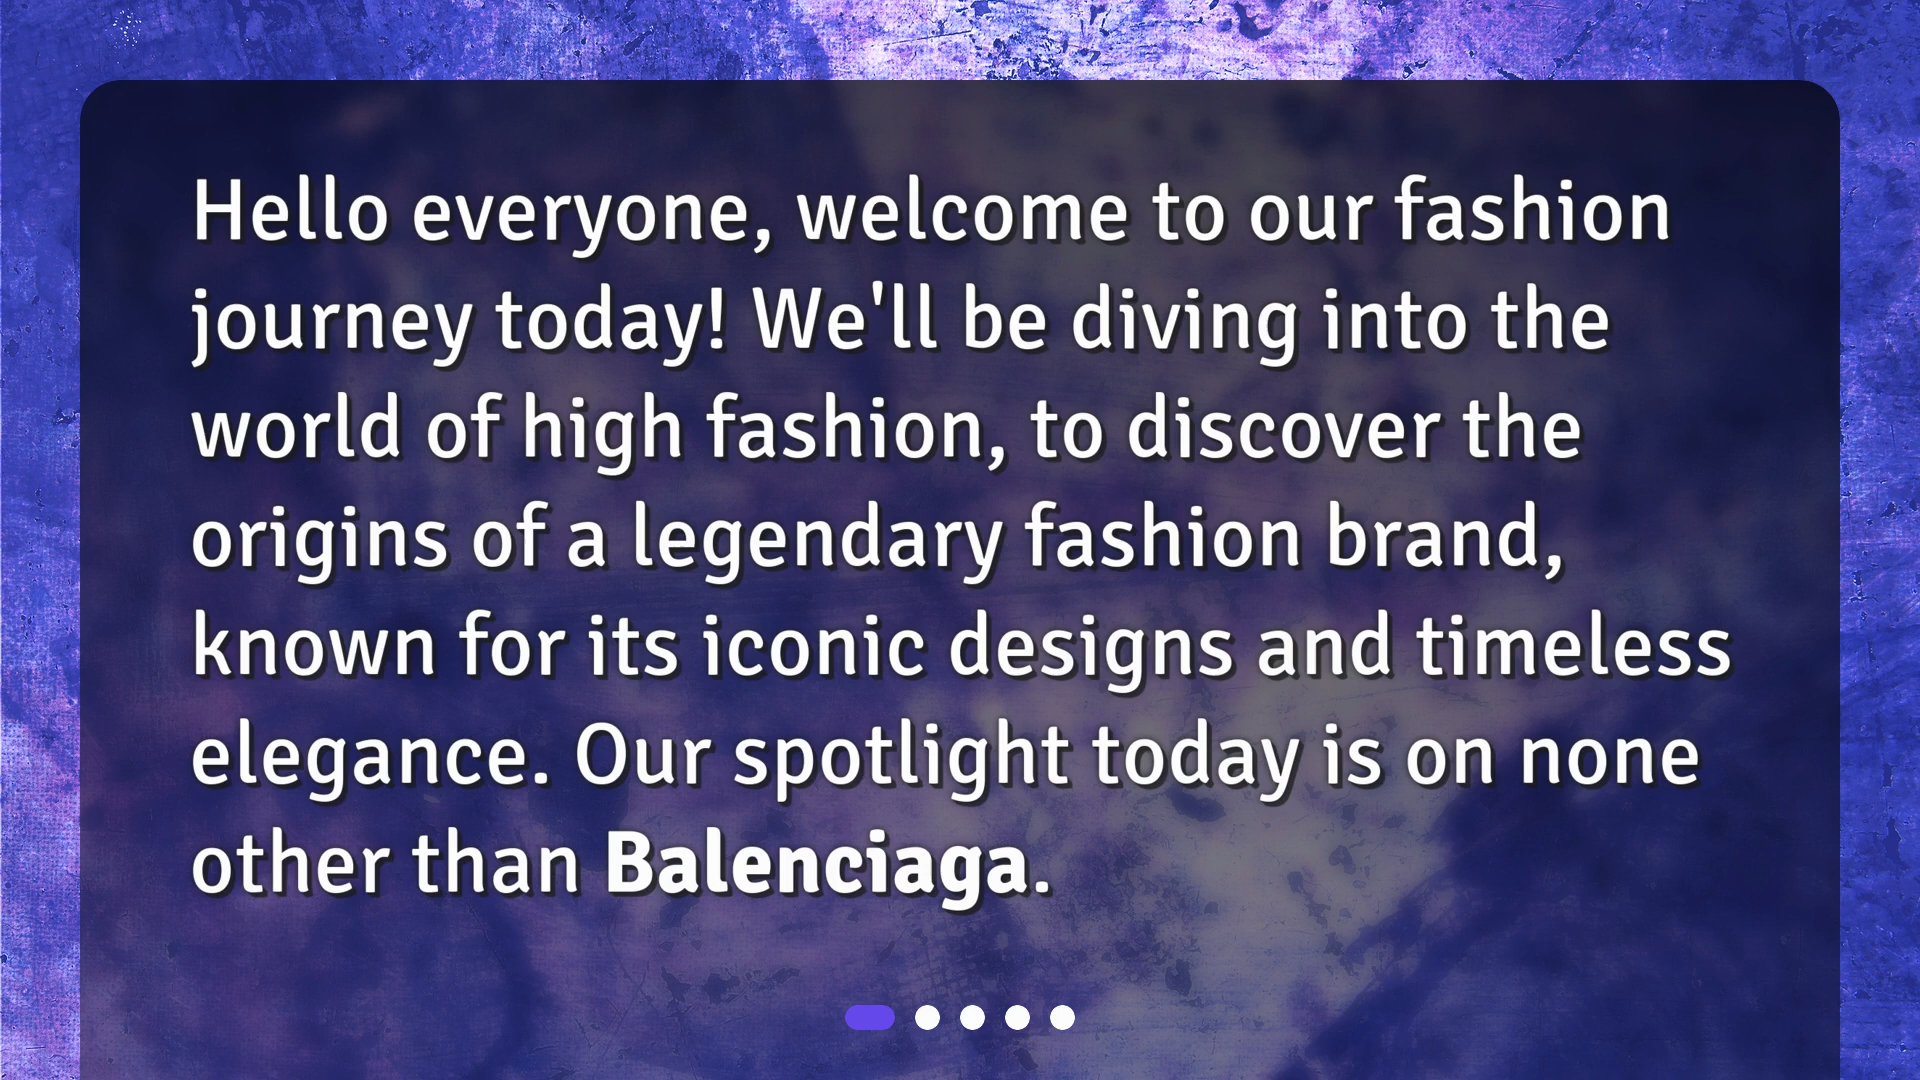 Hello everyone, welcome to our fashion
journey today! We'll be diving into the
world of high fashion, to discover the
origins of a legendary fashion brand,
known for its iconic designs and timeless
elegance. Our spotlight today is on none
other than Balenciaga.